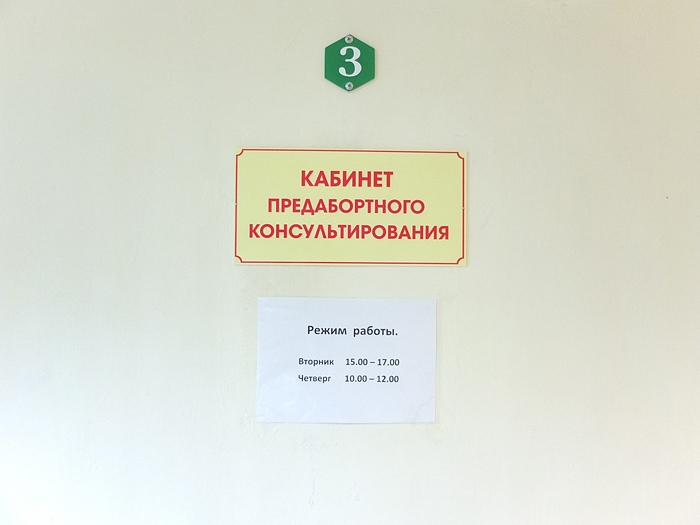 3
КАБИНЕТ
ПРЕДАБОРТНОГО
КОНСУЛЬТИРОВАНИЯ
Режим работы.
Вторник 15.00 – 17.00
Четверг 10.00 – 12.00